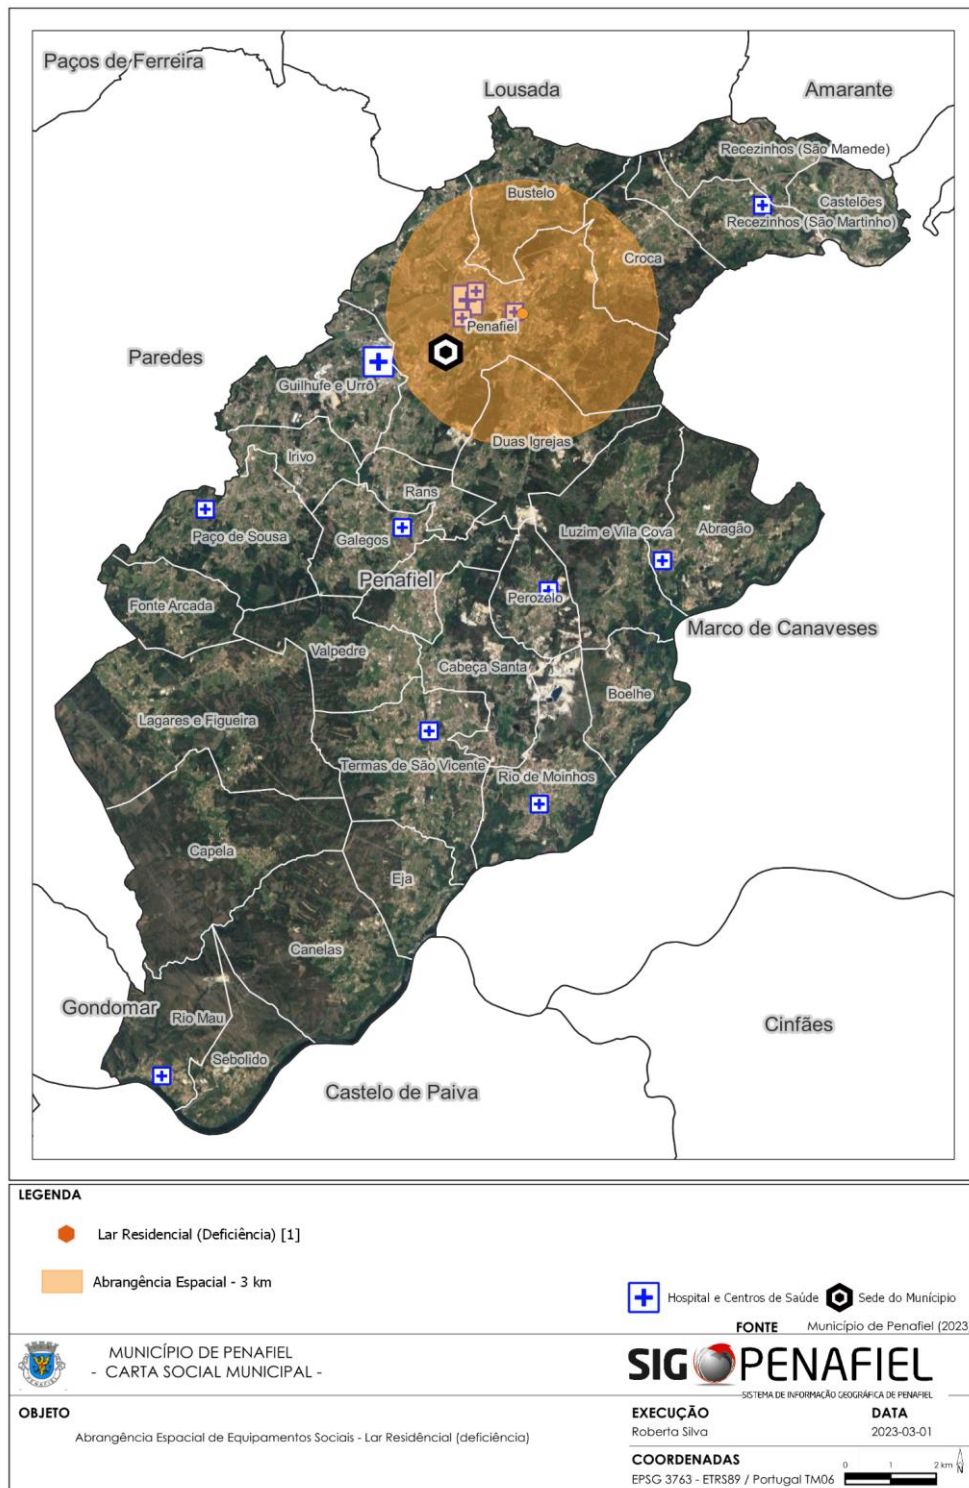 Paços de Ferreira
Lousada
Amarante
Recezinhos (São Mamede)
Bustelo
Castelões
Recezinhos (São Martinho)
Croca
Penafiel
Paredes
Guilhufe e Urrô
Duas Igrejas
Irivo
Rans
Paço de Sousa
Galegos
Luzim e Vila Cova
Abragão
Penafiel
Fonte Arcada
Perozelo
Marco de Canaveses
Valpedre
Cabeça Santa
Boelhe
Lagares e Figueira
Termas de São Vicente
Rio de Moinhos
Capela
Eja
Canelas
Gondomar
Rio Mau
Cinfães
Sebolido
Castelo de Paiva
LEGENDA
Lar Residencial (Deficiência) [1]
Abrangência Espacial - 3 km
Hospital e Centros de Saúde
Sede do Munícipio
FONTE Município de Penafiel (2023
MUNICÍPIO DE PENAFIEL
- CARTA SOCIAL MUNICIPAL -
SIG PENAFIEL
SISTEMA DE INFORMAÇÃO GEOGRÁFICA DE PENAFIEL
OBJETO
Abrangência Espacial de Equipamentos Sociais - Lar Residêncial (deficiência)
EXECUÇÃO DATA
Roberta Silva 2023-03-01
COORDENADAS
EPSG 3763 - ETRS89 / Portugal TM06
0 1 2 km
N